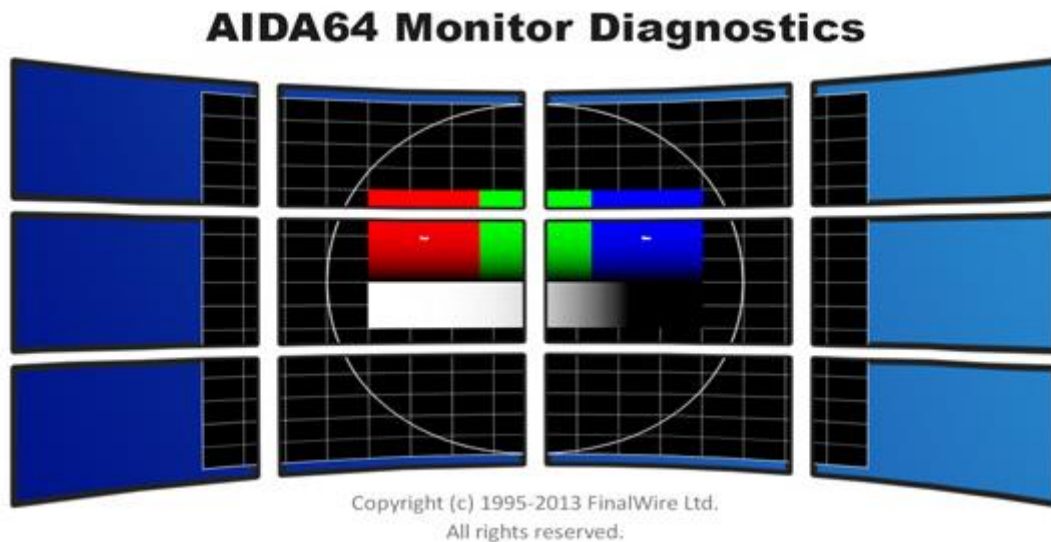 AIDA64 Monitor Diagnostics
Copyright (c) 1995-2013 FinalWire Ltd.
All rights reserved.